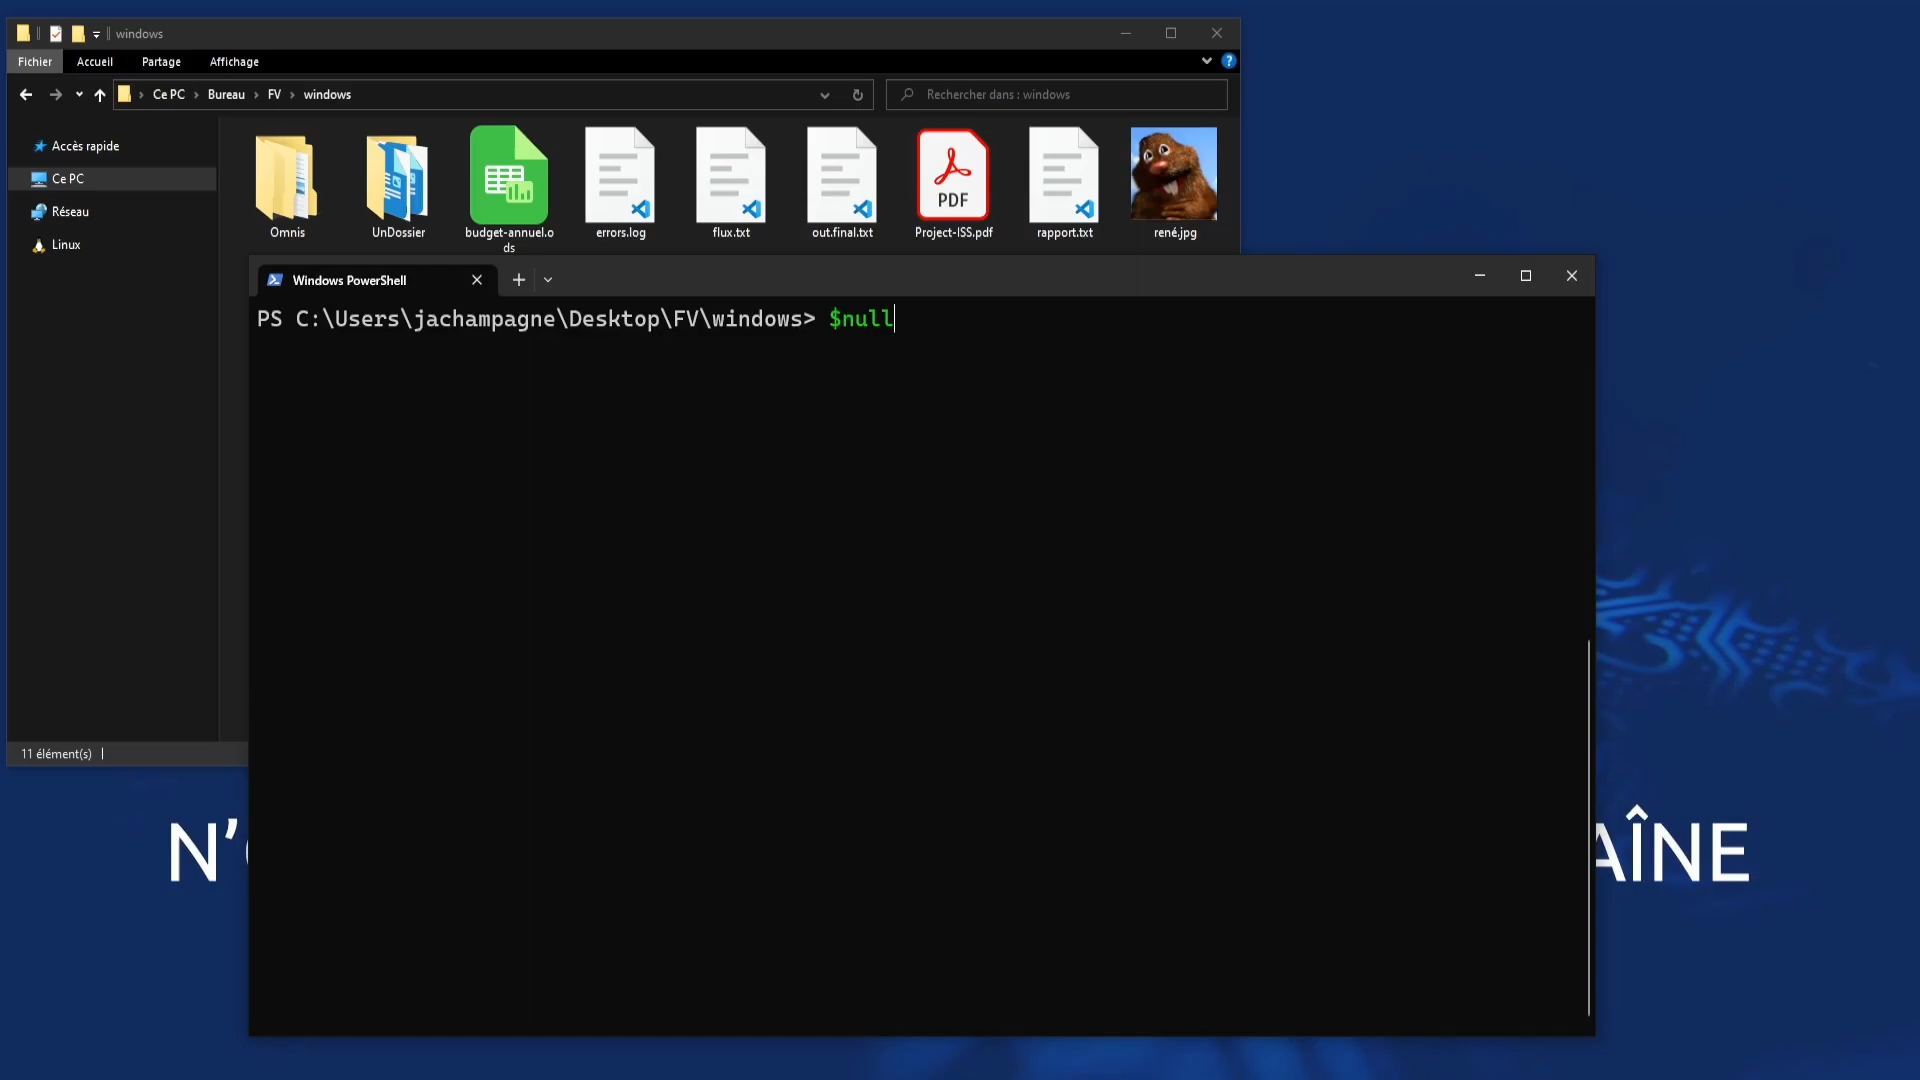 windows
Fichier Accueil Partage Affichage
Ce PC > Bureau > FV > windows
Rechercher dans : windows
Accès rapide
Ce PC
Réseau
Linux
Omnis
UnDossier
budget-annuel.o
ds
errors.log
flux.txt
out.final.txt
PDF
Project-ISS.pdf
rapport.txt
rené.jpg
Windows PowerShell
PS C:\Users\jachampagne\Desktop\FV\windows> $null
11 élément(s)
N’
AÎNE